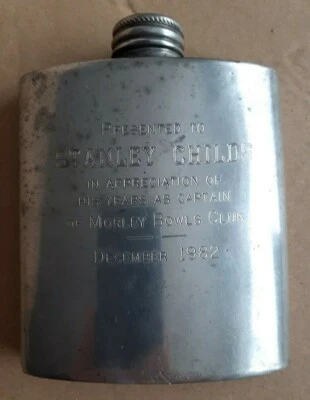 PRESENTED TO
STANLEY CHILDS
IN APPRECIATION OF
YEARS AS CAPTAIN
OF MORLEY BOWLS CLUB
DECEMBER 1982